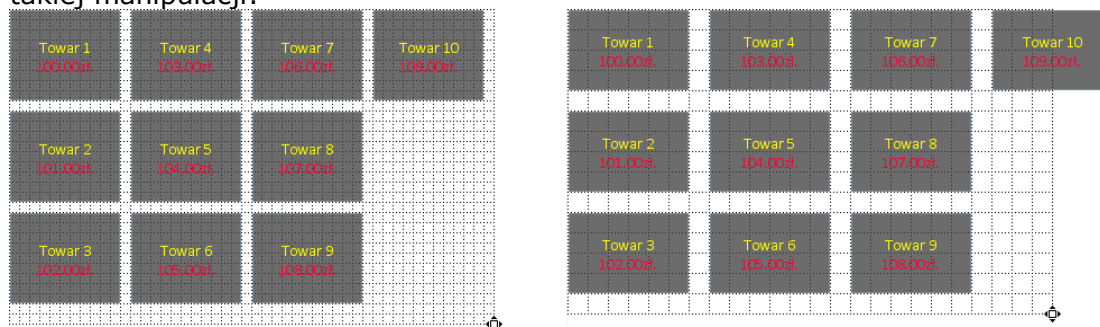 takiej manipulacji.
Towar 1
100.00zł.
Towar 4
103.00zł.
Towar 7
106.00zł.
Towar 10
109.00zł.
Towar 2
101.00zł.
Towar 5
104.00zł.
Towar 8
107.00zł.
Towar 3
102.00zł.
Towar 6
105.00zł.
Towar 9
108.00zł.
Towar 1
100.00zł.
Towar 4
103.00zł.
Towar 7
106.00zł.
Towar 10
109.00zł.
Towar 2
101.00zł.
Towar 5
104.00zł.
Towar 8
107.00zł.
Towar 3
102.00zł.
Towar 6
105.00zł.
Towar 9
108.00zł.